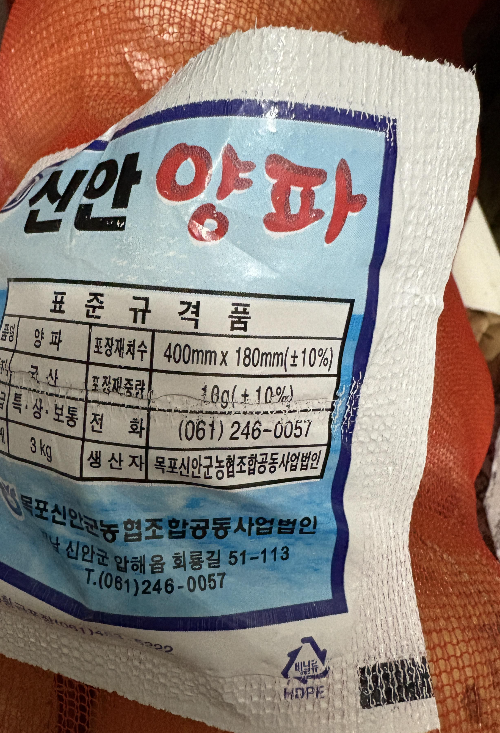 신안 양파
표준규격품
품명 양파 포장재치수 400mm x 180mm(±10%)
국산 포장재중량 10g(±10%)
특·상·보통 전 화 (061) 246-0057
3 kg 생산자 목포신안군농협조합공동사업법인
목포신안군농협조합공동사업법인
신안군 압해읍 회룡길 51-113
T.(061)246-0057
비닐류
HDPE